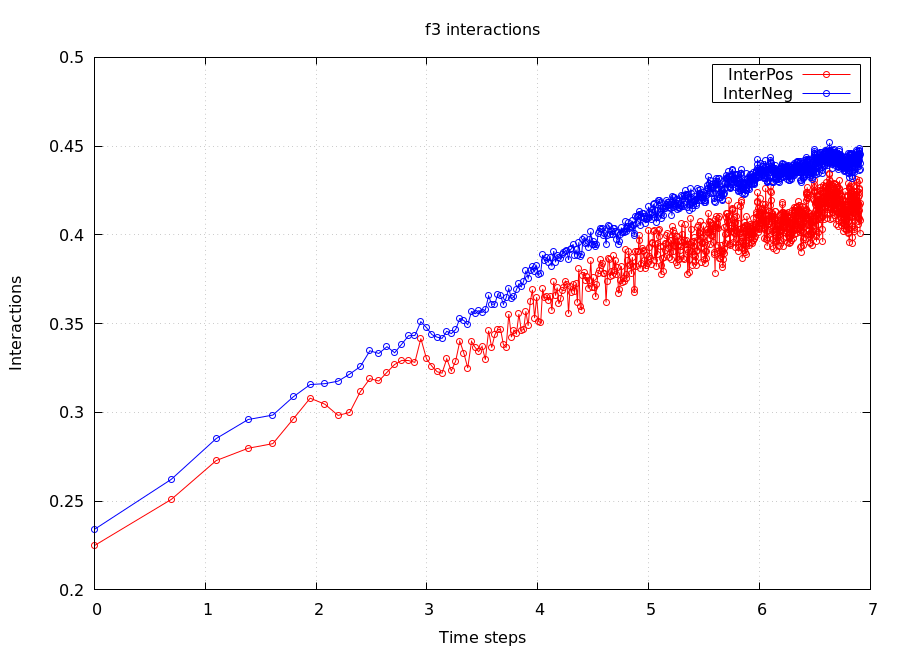 f3 interactions
InterPos
InterNeg
0.5
0.45
0.4
0.35
0.3
0.25
0.2
Interactions
0 1 2 3 4 5 6 7
Time steps